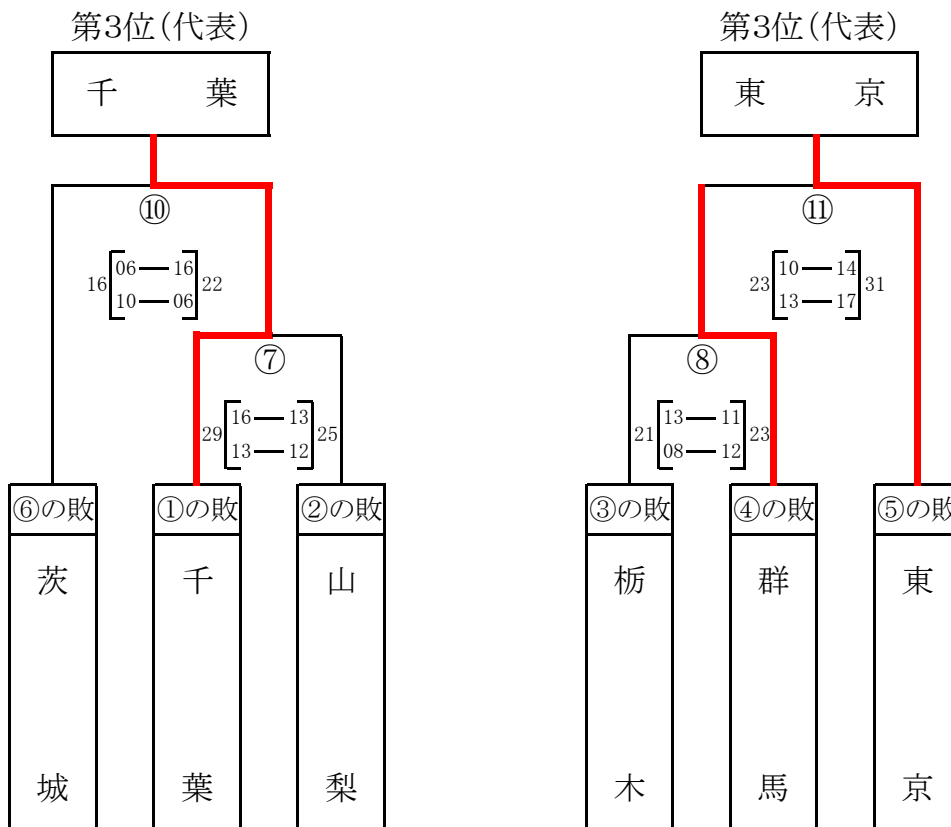 第3位(代表) 第3位(代表)
千 葉 東 京
⑩ ⑪
16 06 16 22 23 10 14 31
10 06 13 17
⑦ ⑧
29 16 13 25 21 13 11 23
13 12 08 12
⑥の敗 ①の敗 ②の敗 ③の敗 ④の敗 ⑤の敗
茨城 千葉 山梨 栃木 群馬 東京